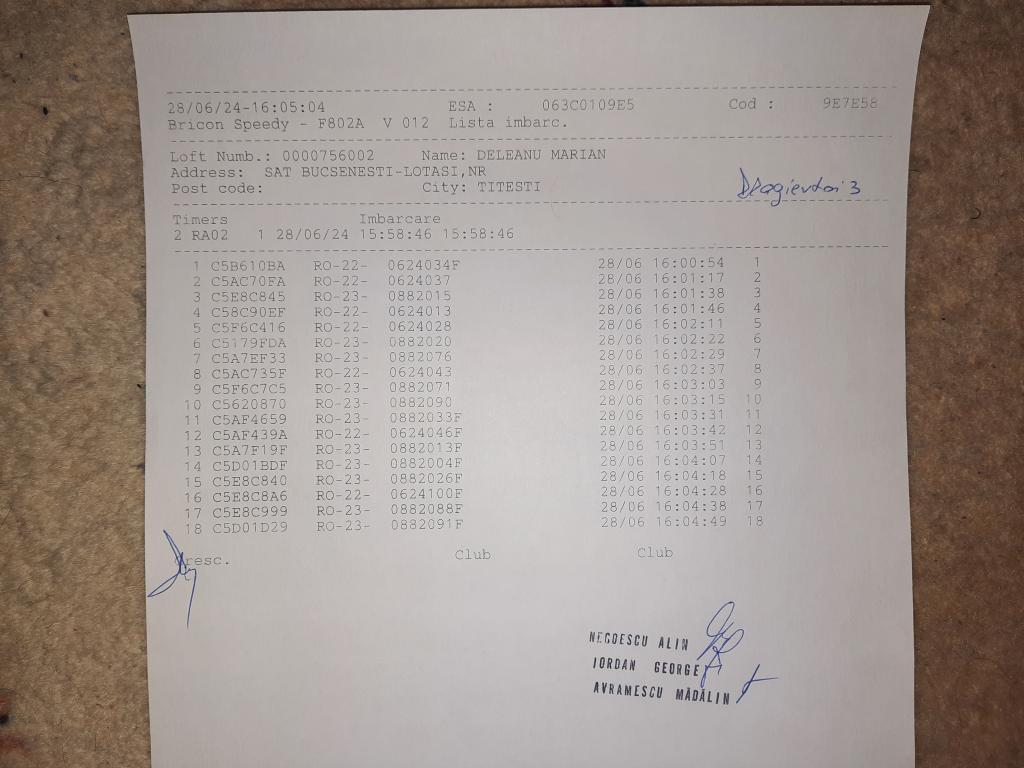 28/06/24-16:05:04 ESA : 063C0109E5 Cod : 9E7E58
Bricon Speedy - F802A V 012 Lista imbarc.
Loft Numb.: 0000756002 Name: DELEANU MARIAN
Address: SAT BUCSENESTI-LOTASI,NR
Post code: City: TITESTI
3
Timers Imbarcare
2 RA02 1 28/06/24 15:58:46 15:58:46
1 C5B610BA RO-22- 0624034F 28/06 16:00:54 1
2 C5AC70FA RO-22- 0624037 28/06 16:01:17 2
3 C5E8C845 RO-23- 0882015 28/06 16:01:38 3
4 C58C90EF RO-22- 0624013 28/06 16:01:46 4
5 C5F6C416 RO-22- 0624028 28/06 16:02:11 5
6 C5179FDA RO-23- 0882020 28/06 16:02:22 6
7 C5A7EF33 RO-23- 0882076 28/06 16:02:29 7
8 C5AC735F RO-22- 0624043 28/06 16:02:37 8
9 C5F6C7C5 RO-23- 0882071 28/06 16:03:03 9
10 C5620870 RO-23- 0882090 28/06 16:03:15 10
11 C5AF4659 RO-23- 0882033F 28/06 16:03:31 11
12 C5AF439A RO-22- 0624046F 28/06 16:03:42 12
13 C5A7F19F RO-23- 0882013F 28/06 16:03:51 13
14 C5D01BDF RO-23- 0882004F 28/06 16:04:07 14
15 C5E8C840 RO-23- 0882026F 28/06 16:04:18 15
16 C5E8C8A6 RO-22- 0624100F 28/06 16:04:28 16
17 C5E8C999 RO-23- 0882088F 28/06 16:04:38 17
18 C5D01D29 RO-23- 0882091F 28/06 16:04:49 18
Cresc. Club Club
NEGOESCU ALIN
IORDAN GEORGE
AVRAMESCU MĂDĂLIN